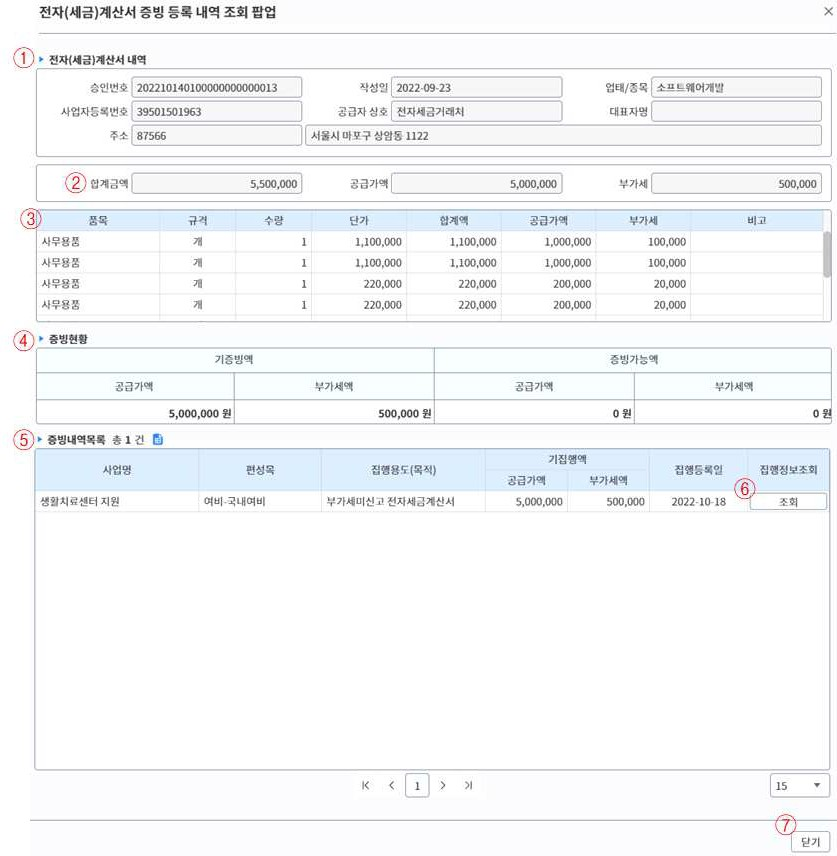 전자(세금)계산서 증빙 등록 내역 조회 팝업 ×
① 전자(세금)계산서 내역
승인번호 202210140100000000000013 작성일 2022-09-23 업태/종목 소프트웨어개발
사업자등록번호 39501501963 공급자 상호 전자세금거래처 대표자명
주소 87566 서울시 마포구 상암동 1122
② 합계금액 5,500,000 공급가액 5,000,000 부가세 500,000
③ 품목 규격 수량 단가 합계액 공급가액 부가세 비고
사무용품 개 1 1,100,000 1,100,000 1,000,000 100,000
사무용품 개 1 1,100,000 1,100,000 1,000,000 100,000
사무용품 개 1 220,000 220,000 200,000 20,000
사무용품 개 1 220,000 220,000 200,000 20,000
④ 증빙현황
기증빙액 증빙가능액
공급가액 부가세액 공급가액 부가세액
5,000,000 원 500,000 원 0 원 0 원
⑤ 증빙내역목록 총 1 건
사업명 편성목 집행용도(목적) 기집행액 집행등록일 집행정보조회
공급가액 부가세액
⑥
생활치료센터 지원 여비-국내여비 부가세미신고 전자세금계산서 5,000,000 500,000 2022-10-18 조회
1 15
⑦
닫기